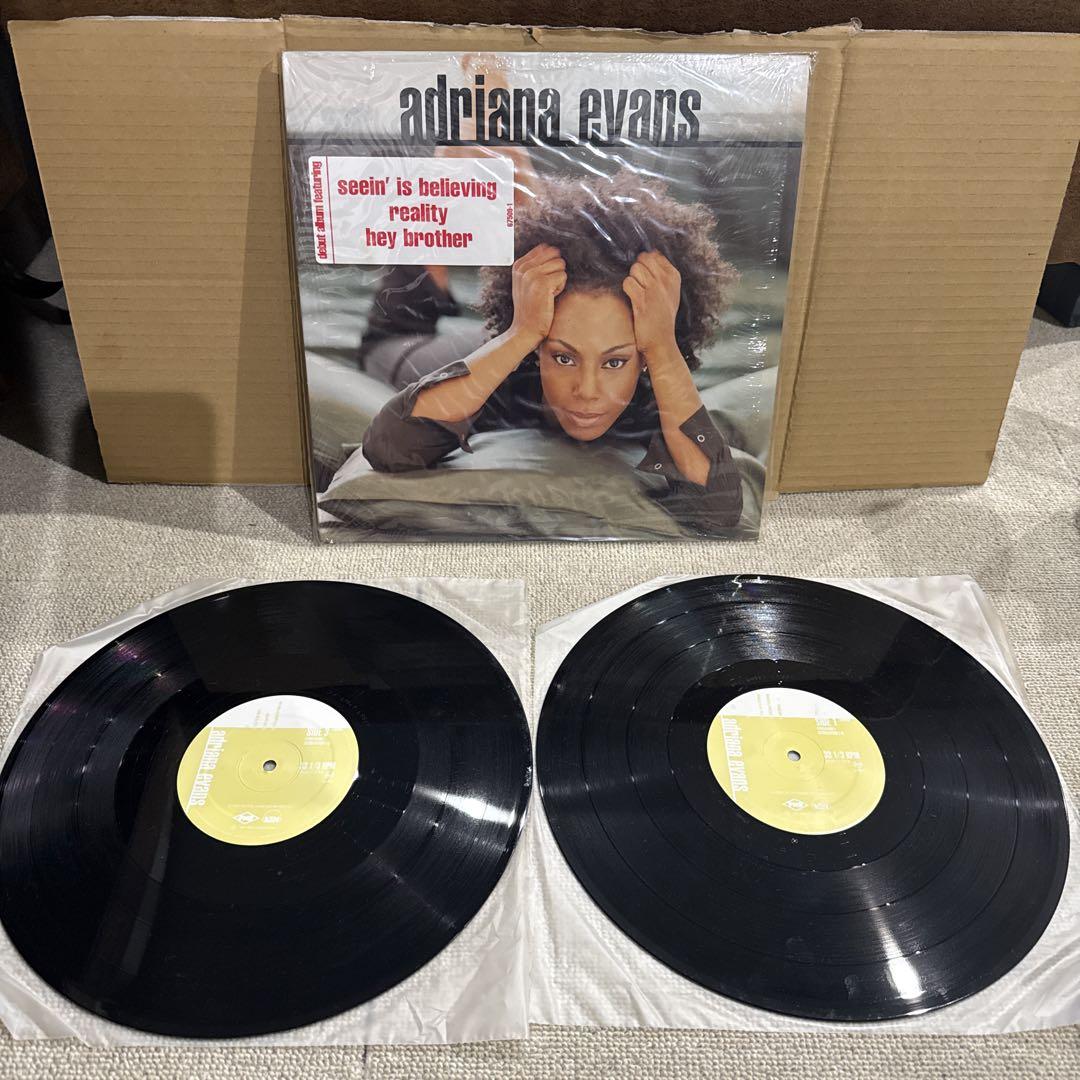 adriana evans
debut album featuring
seein' is believing
reality
hey brother
67509-1
adriana evans
SIDE 3
33 1/3 RPM
adriana evans
SIDE 1
33 1/3 RPM